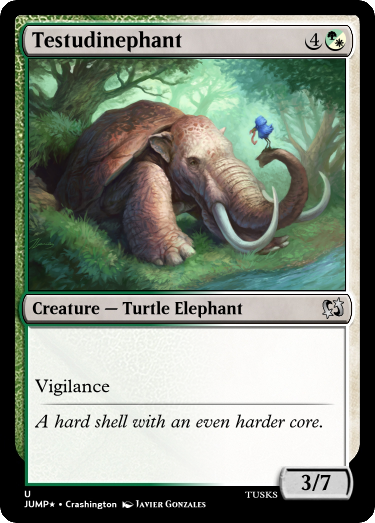 Testudinephant 4
Creature — Turtle Elephant
Vigilance
A hard shell with an even harder core.
3/7
U TUSKS
JUMP★ • Crashington Javier Gonzales